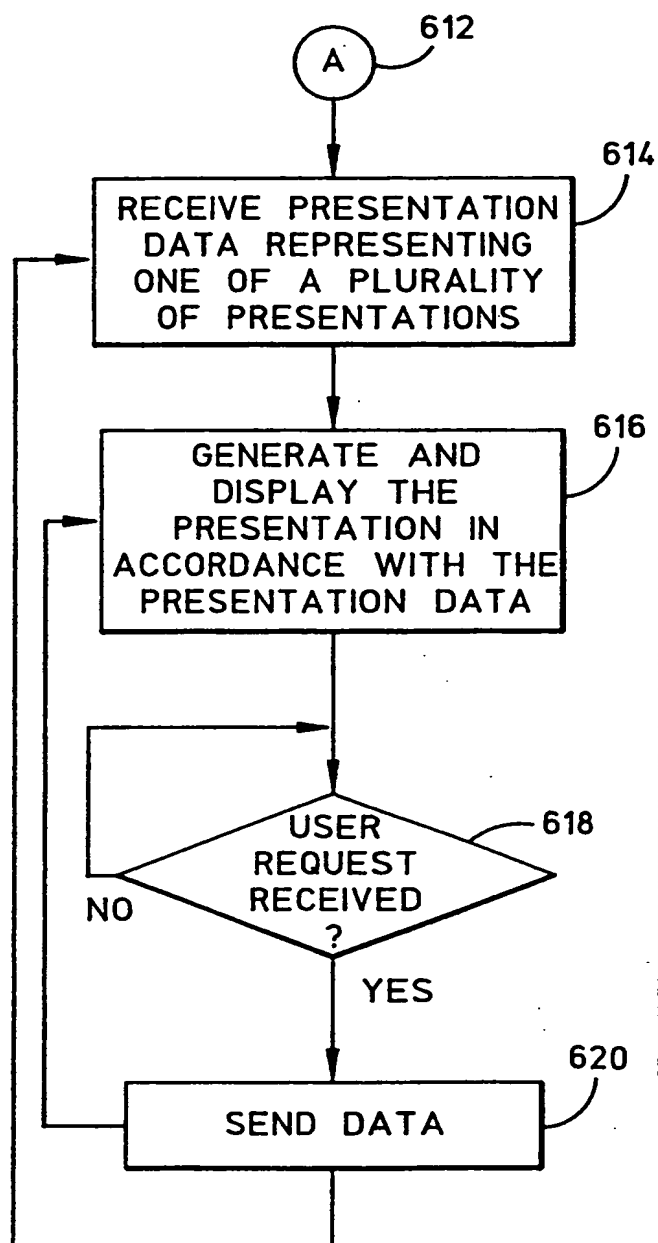 612
A
614
RECEIVE PRESENTATION
DATA REPRESENTING
ONE OF A PLURALITY
OF PRESENTATIONS
616
GENERATE AND
DISPLAY THE
PRESENTATION IN
ACCORDANCE WITH THE
PRESENTATION DATA
618
USER
REQUEST
RECEIVED
?
NO
YES
620
SEND DATA